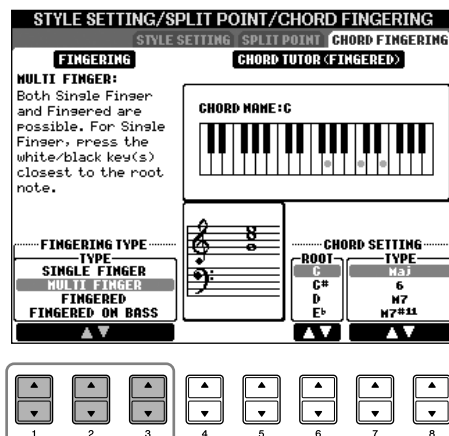 STYLE SETTING/SPLIT POINT/CHORD FINGERING
STYLE SETTING SPLIT POINT CHORD FINGERING
FINGERING
MULTI FINGER:
Both Single Finger
and Fingered are
possible. For Single
Finger, press the
white/black key(s)
closest to the root
note.
CHORD TUTOR (FINGERED)
CHORD NAME:C
FINGERING TYPE
TYPE
SINGLE FINGER
MULTI FINGER
FINGERED
FINGERED ON BASS
CHORD SETTING
ROOT
C
C#
D
E♭
TYPE
Maj
6
M7
M7#11
1 2 3 4 5 6 7 8